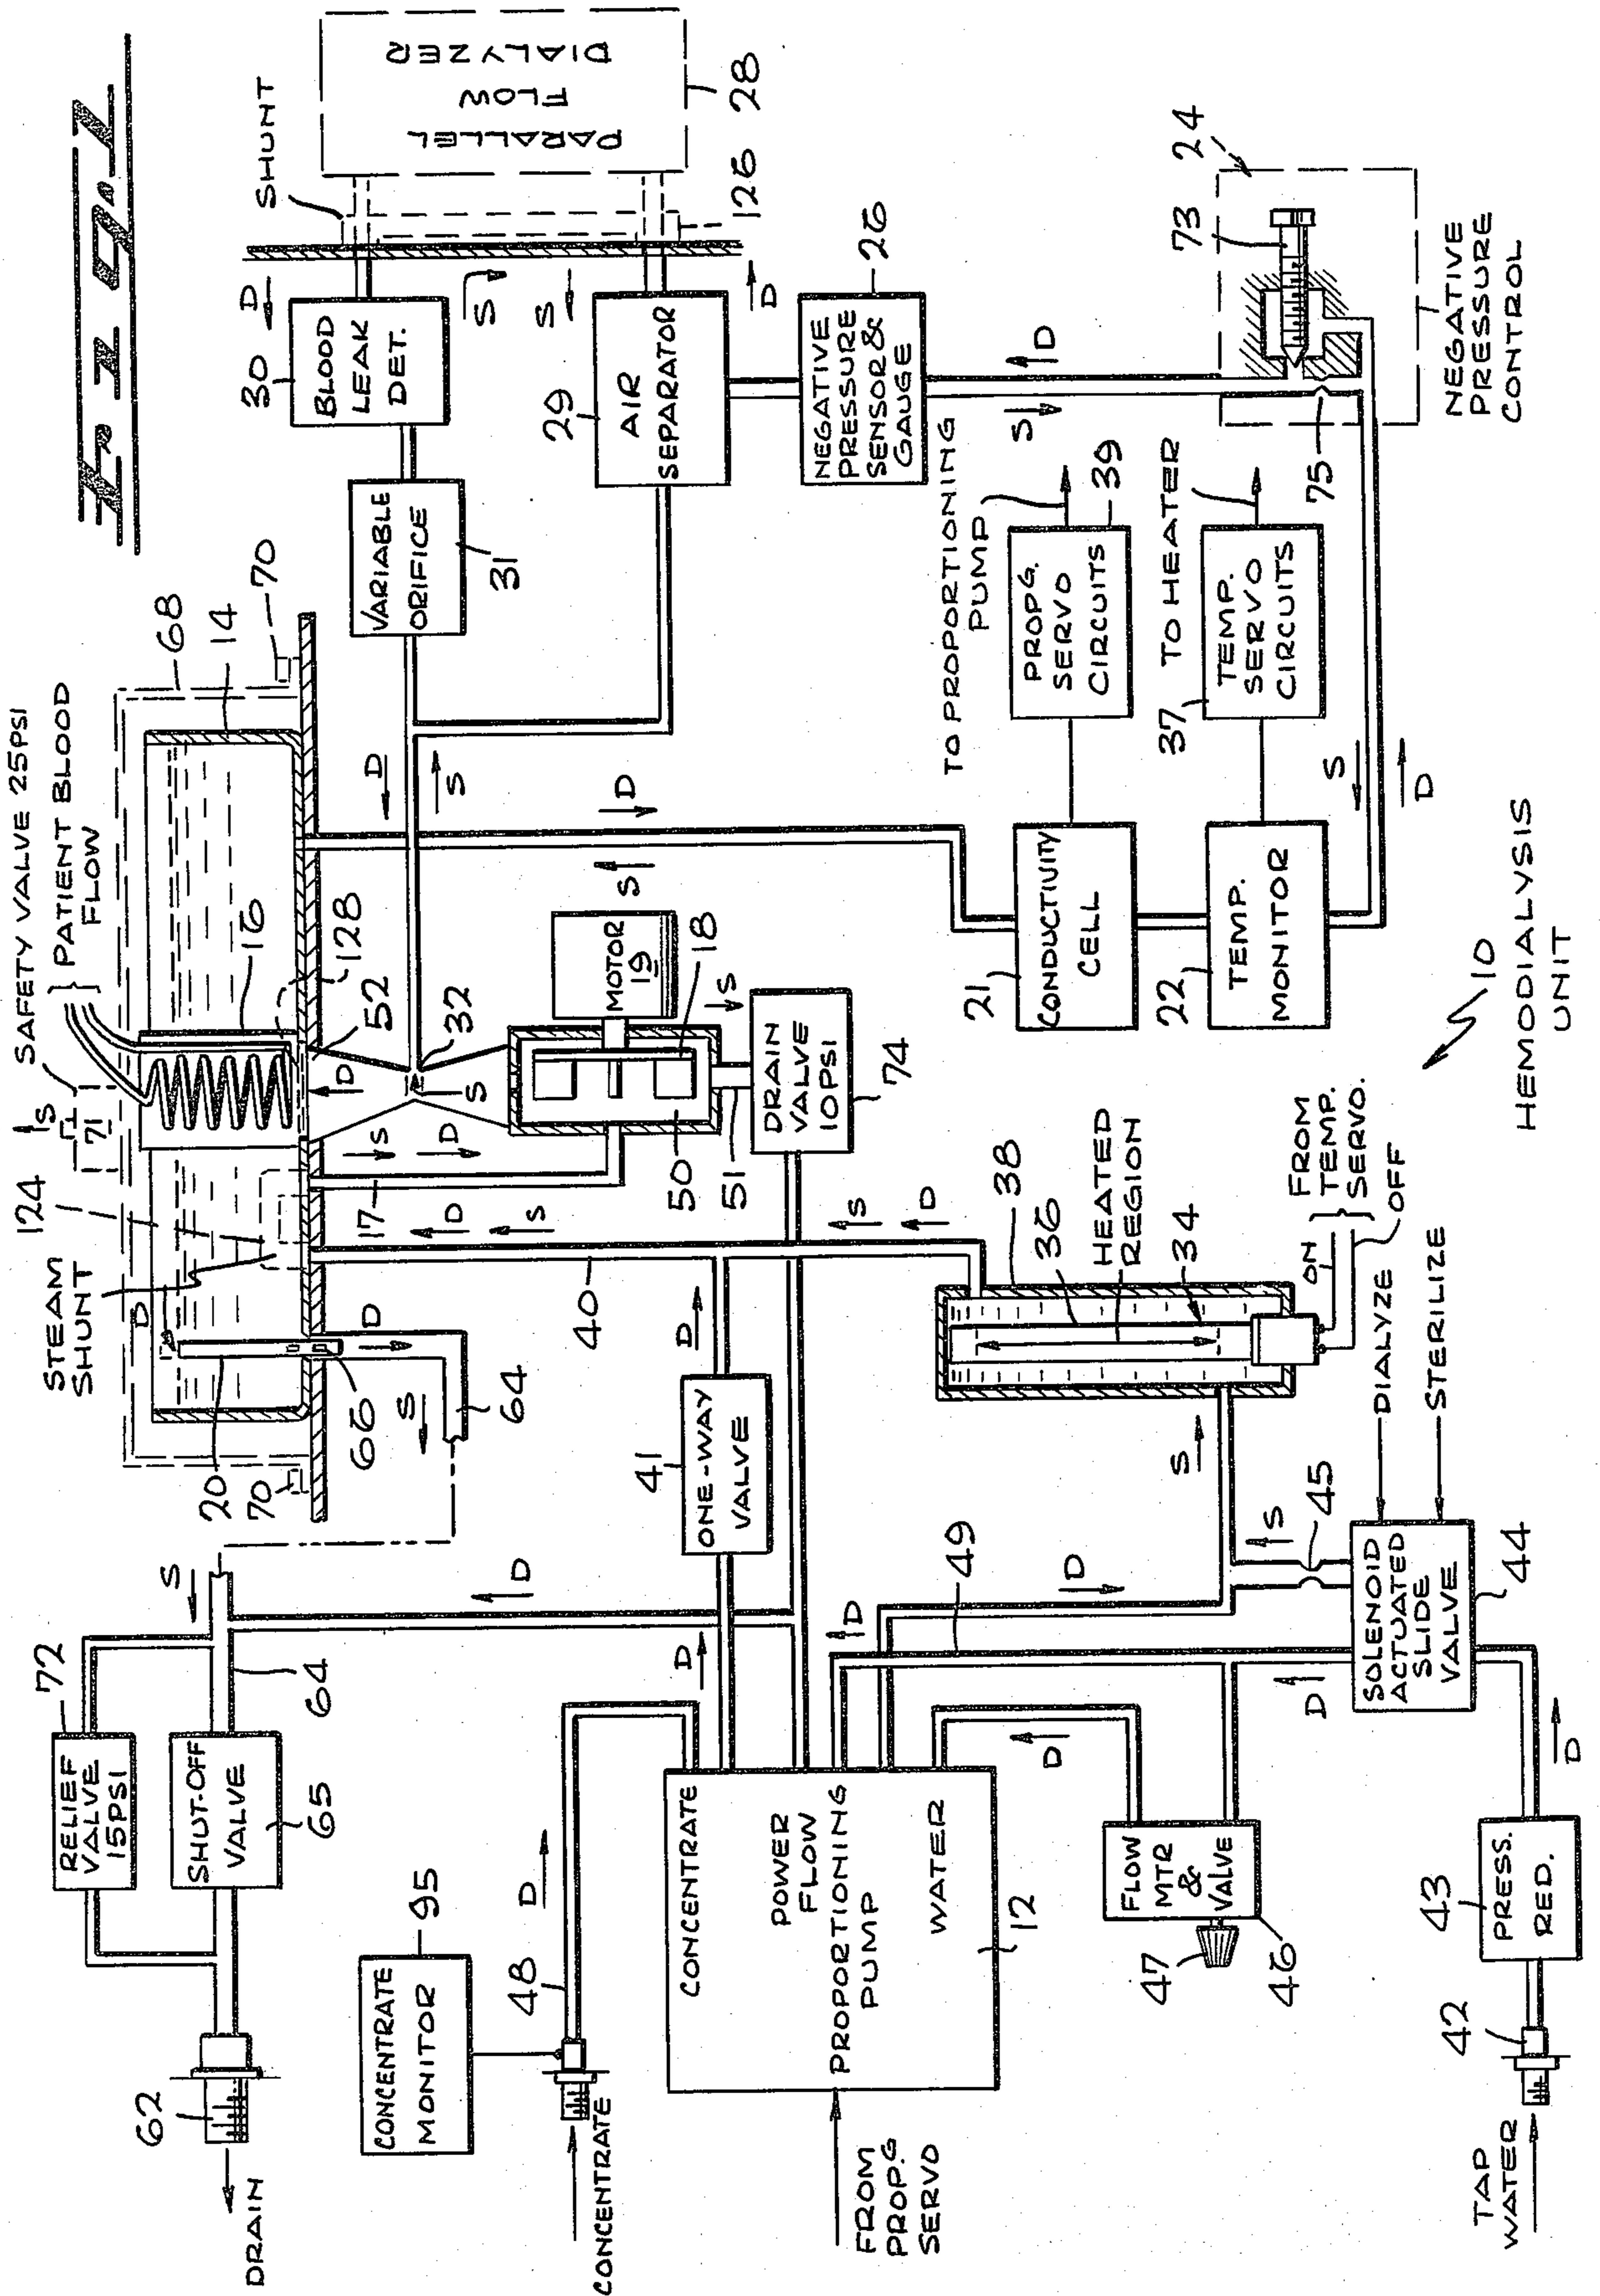 Fig. 1
SAFETY VALVE 25PSI
PATIENT BLOOD
FLOW
S
71
124
STEAM
SHUNT
D
20
70
66
16
128
52
68
14
70
SHUNT
PARALLEL
FLOW
DIALYZER
28
126
D
30
BLOOD
LEAK
DET.
S
S
D
VARIABLE
ORIFICE
31
29
AIR
SEPARATOR
NEGATIVE
PRESSURE
SENSOR &
GAUGE
26
D
S
24
73
75
NEGATIVE
PRESSURE
CONTROL
D
S
D
S
32
S
D
S
D
17
MOTOR
19
18
50
51
S
DRAIN
VALVE
10PSI
74
TO PROPORTIONING
PUMP
PROP'G.
SERVO
CIRCUITS
39
TO HEATER
TEMP.
SERVO
CIRCUITS
37
CONDUCTIVITY
CELL
21
TEMP.
MONITOR
22
S
D
10
HEMODIALYSIS
UNIT
D
S
64
D
S
40
S
D
38
36
HEATED
REGION
34
FROM
TEMP.
SERVO.
ON
OFF
DIALYZE
STERILIZE
S
S
45
SOLENOID
ACTUATED
SLIDE
VALVE
44
ONE-WAY
VALVE
41
D
D
49
D
D
D
D
S
72
RELIEF
VALVE
15PSI
64
SHUT-OFF
VALVE
65
62
DRAIN
CONCENTRATE
MONITOR
95
48
D
CONCENTRATE
CONCENTRATE
POWER
FLOW
PROPORTIONING
PUMP
WATER
12
FROM
PROP.G
SERVO
D
FLOW
MTR
&
VALVE
47
46
D
PRESS.
RED.
43
42
TAP
WATER